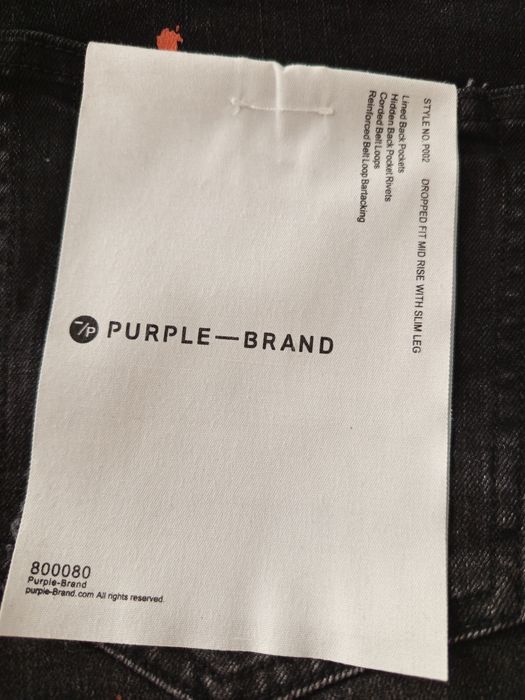 STYLE NO. P002 DROPPED FIT MID RISE WITH SLIM LEG
Lined Back Pockets
Hidden Back Pocket Rivets
Corded Belt Loops
Reinforced Belt Loop Bartacking
–/P PURPLE—BRAND
800080
Purple-Brand
purple-Brand.com All rights reserved.